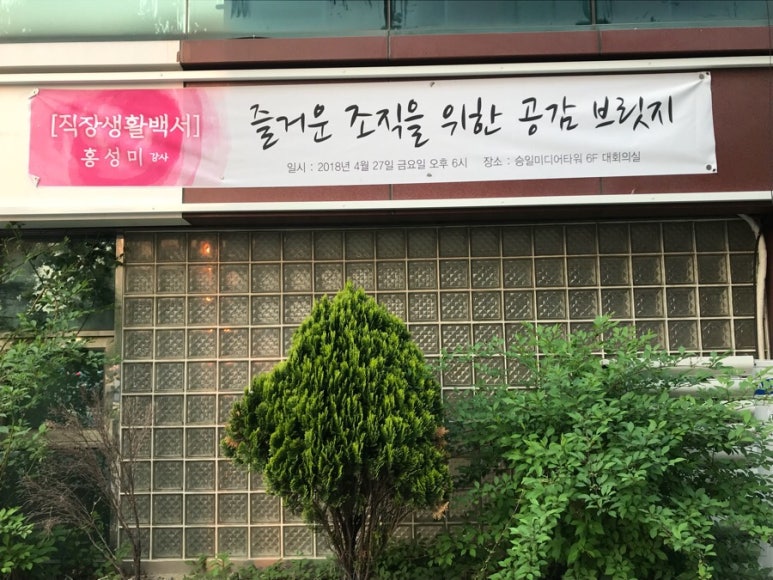 [직장생활백서]
홍성미 강사
즐거운 조직을 위한 공감 브릿지
일시 : 2018년 4월 27일 금요일 오후 6시 장소 : 승일미디어타워 6F 대회의실